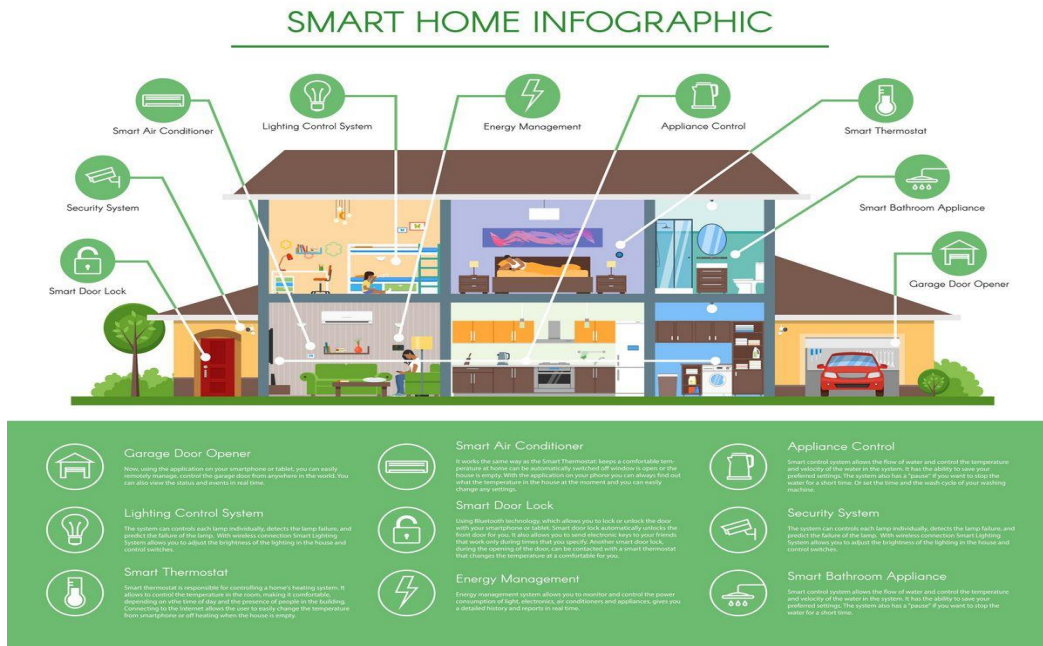 SMART HOME INFOGRAPHIC
Smart Air Conditioner
Lighting Control System
Energy Management
Appliance Control
Smart Thermostat
Security System
Smart Bathroom Appliance
Smart Door Lock
Garage Door Opener
Garage Door Opener
Now, using the application on your smartphone or tablet, you can easily
remotely manage, control the garage door from anywhere in the world. You
can also view the status and events in real time.
Lighting Control System
The system can controls each lamp individually, detects the lamp failure, and
predict the failure of the lamp. With wireless connection Smart Lighting
System allows you to adjust the brightness of the lighting in the house and
control switches.
Smart Thermostat
Smart thermostat is responsible for controlling a home's heating system. It
allows to control the temperature in the room, making it comfortable,
depending on vthe time of day and the presence of people in the building.
Connecting to the Internet allows the user to easily change the temperature
from smartphone or off heating when the house is empty.
Smart Air Conditioner
It works the same way as the Smart Thermostat: keeps a comfortable tem-
perature at home can be automatically switched off window is open or the
house is empty. With the application on your phone you can always find out
what the temperature in the house at the moment and you can easily
change any settings.
Smart Door Lock
Using Bluetooth technology, which allows you to lock or unlock the door
with your smartphone or tablet. Smart door lock automatically unlocks the
front door for you. It also allows you to send electronic keys to your friends
that work only during times that you specify. Another smart door lock,
during the opening of the door, can be contacted with a smart thermostat
that changes the temperature at a comfortable for you.
Energy Management
Energy management system allows you to monitor and control the power
consumption of light, electronics, air conditioners and appliances, gives you
a detailed history and reports in real time.
Appliance Control
Smart control system allows the flow of water and control the temperature
and velocity of the water in the system. It has the ability to save your
preferred settings. The system also has a "pause" if you want to stop the
water for a short time. Or set the time and the wash cycle of your washing
machine.
Security System
The system can controls each lamp individually, detects the lamp failure, and
predict the failure of the lamp. With wireless connection Smart Lighting
System allows you to adjust the brightness of the lighting in the house and
control switches.
Smart Bathroom Appliance
Smart control system allows the flow of water and control the temperature
and velocity of the water in the system. It has the ability to save your
preferred settings. The system also has a "pause" if you want to stop the
water for a short time.